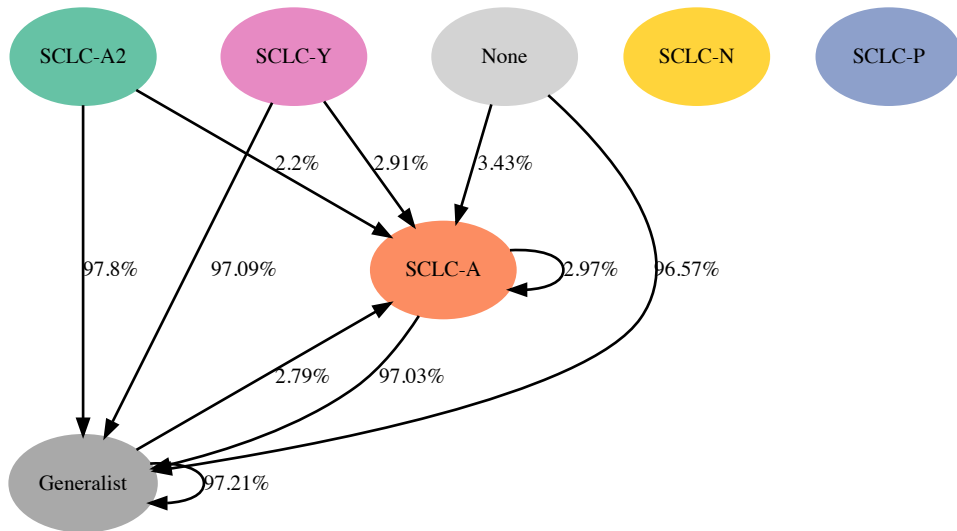 SCLC-A2
SCLC-Y
None
SCLC-N
SCLC-P
2.2%
2.91%
3.43%
97.8%
97.09%
SCLC-A
2.97%
96.57%
2.79%
97.03%
Generalist
97.21%